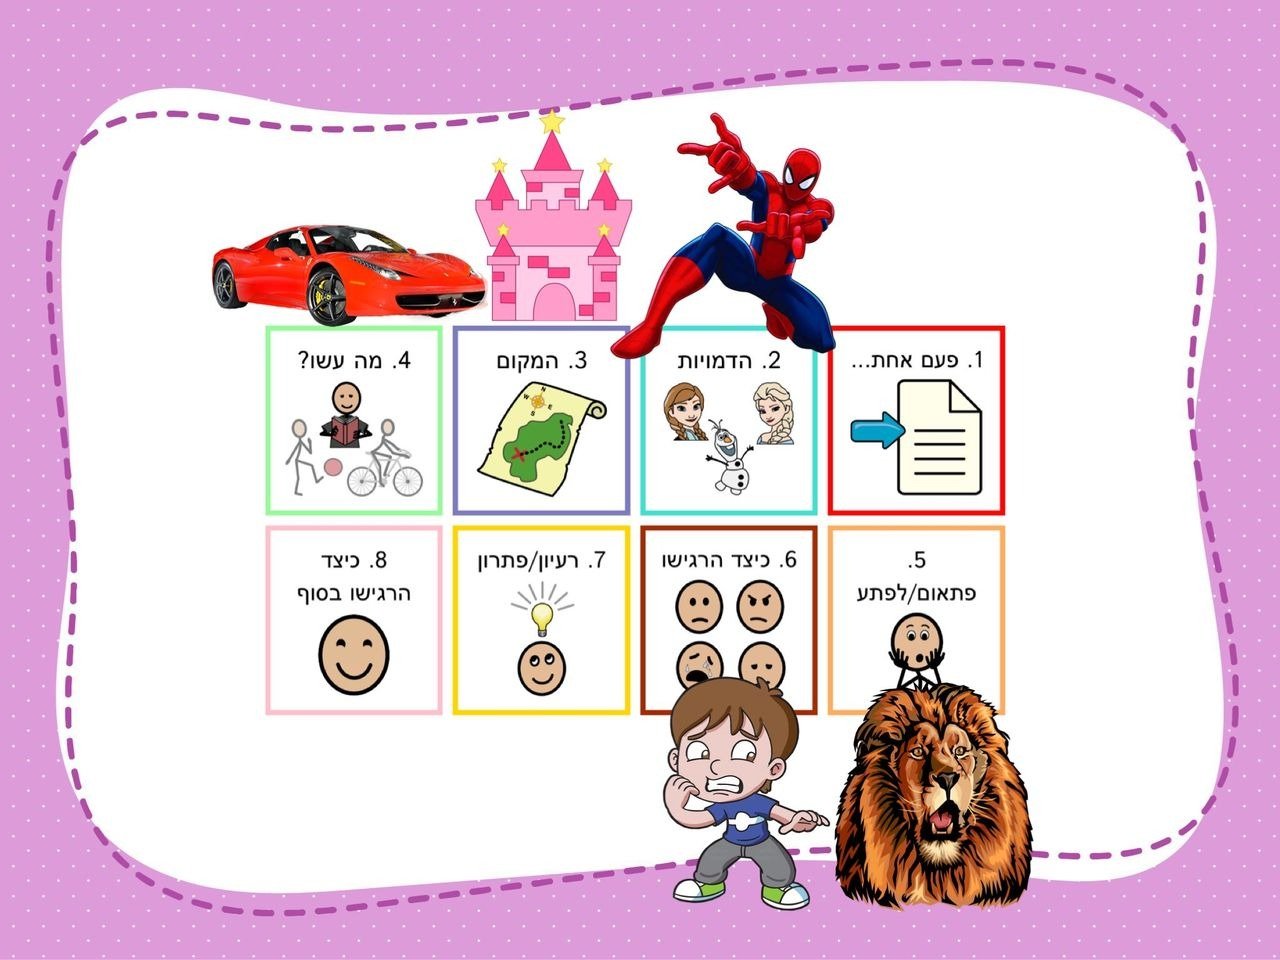 1. פעם אחת...
2. הדמויות
3. המקום
4. מה עשו?
5.
פתאום/לפתע
6. כיצד הרגישו
7. רעיון/פתרון
8. כיצד
הרגישו בסוף
N
E
S
W